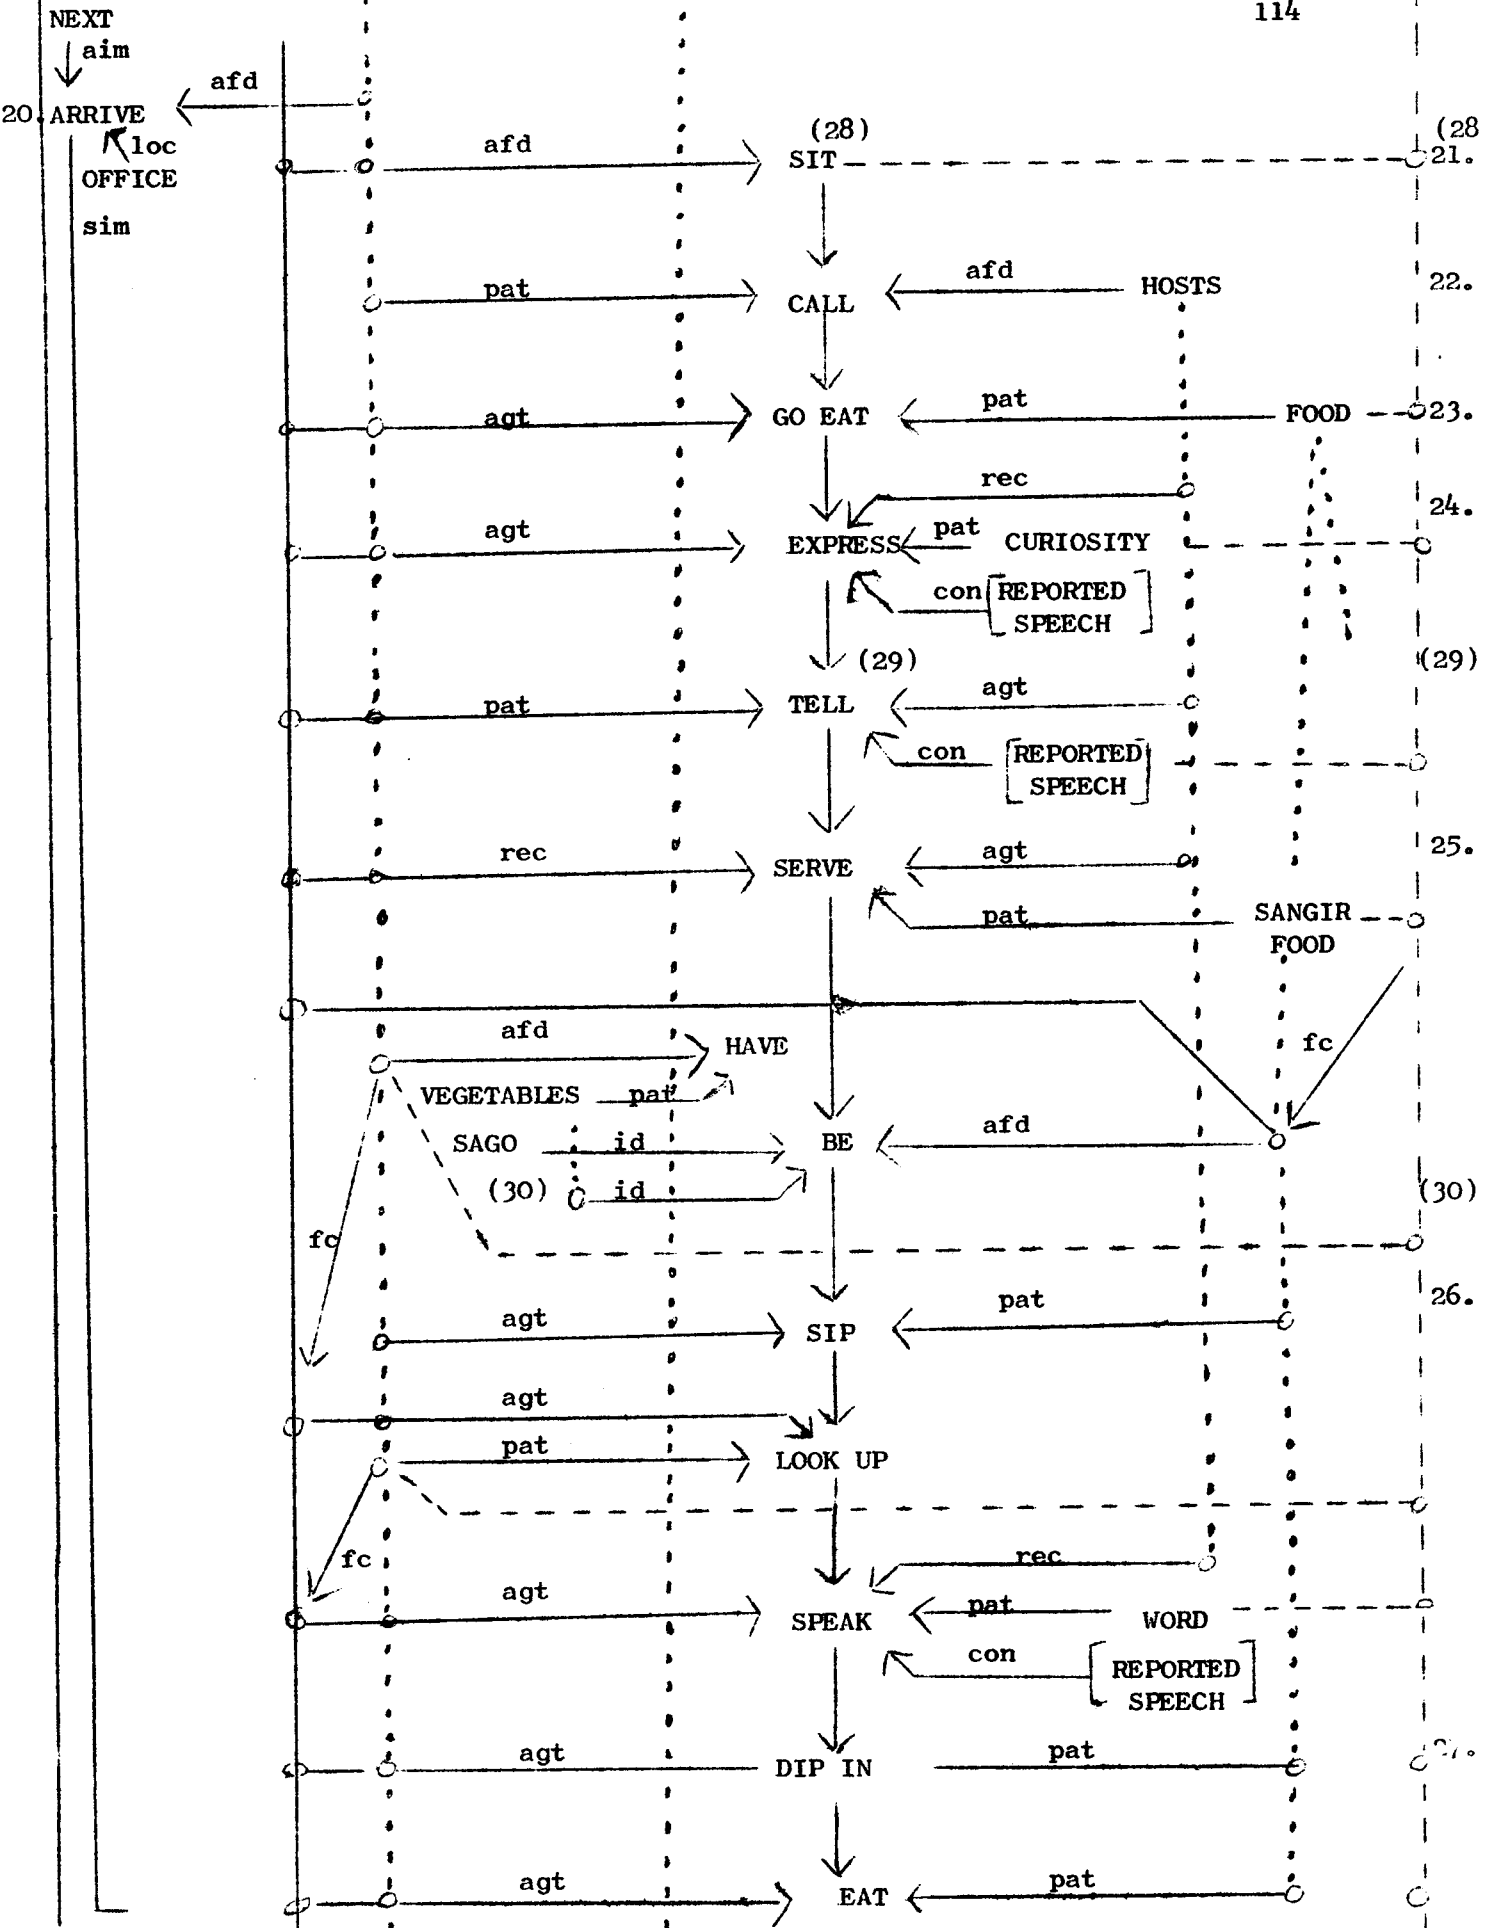 114
NEXT
aim
afd
20. ARRIVE
loc
OFFICE
sim
(28) (28
afd SIT 21.
pat CALL afd HOSTS 22.
agt GO EAT pat FOOD 23.
rec
24.
agt EXPRESS pat CURIOSITY
con [REPORTED
SPEECH]
(29) (29)
pat TELL agt
con [REPORTED
SPEECH]
rec SERVE agt 25.
pat SANGIR
FOOD
afd HAVE fc
VEGETABLES pat
SAGO id BE afd
(30) id (30)
fc
26.
agt SIP pat
agt
pat LOOK UP
fc rec
agt SPEAK pat WORD
con [REPORTED
SPEECH]
agt DIP IN pat
agt EAT pat